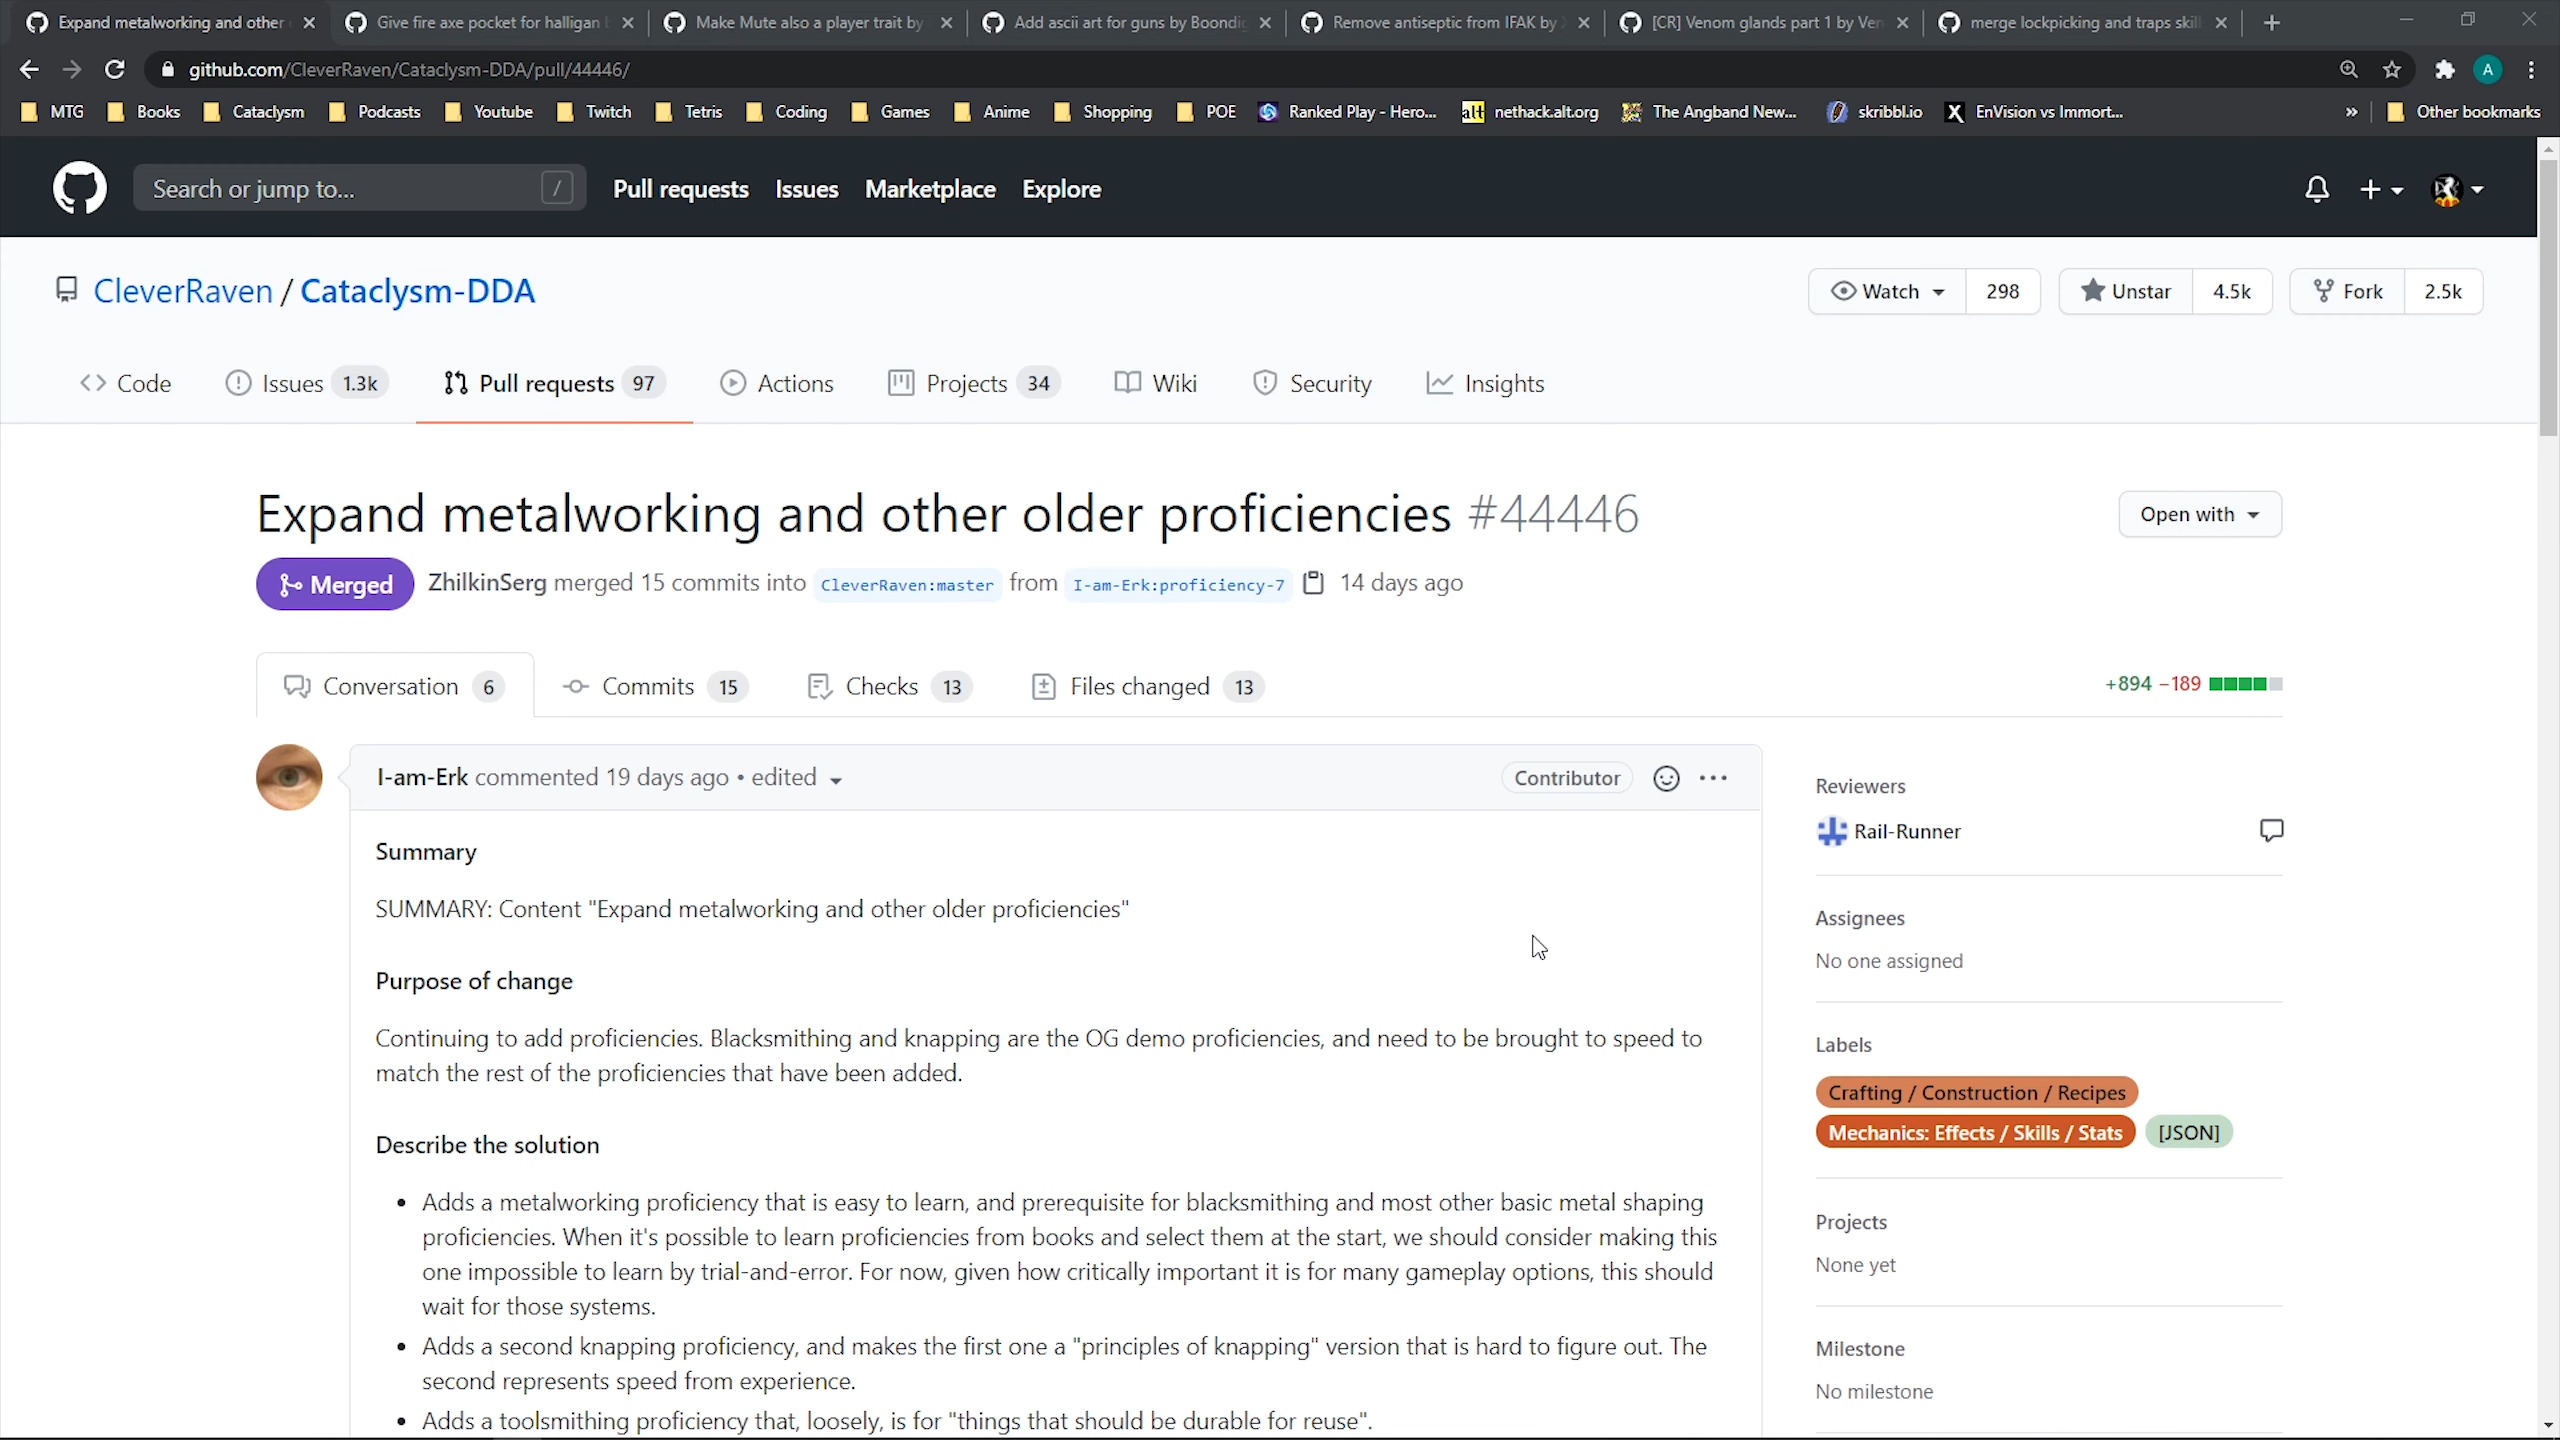 Expand metalworking and other
Give fire axe pocket for halligan b
Make Mute also a player trait by
Add ascii art for guns by Boondig
Remove antiseptic from IFAK by
[CR] Venom glands part 1 by Ven
merge lockpicking and traps skill
github.com/CleverRaven/Cataclysm-DDA/pull/44446/
A
MTG Books Cataclysm Podcasts Youtube Twitch Tetris Coding Games Anime Shopping POE Ranked Play - Hero... alt nethack.alt.org The Angband New... skribbl.io X EnVision vs Immort... » Other bookmarks
Search or jump to... / Pull requests Issues Marketplace Explore
CleverRaven / Cataclysm-DDA
Watch 298 Unstar 4.5k Fork 2.5k
Code Issues 1.3k Pull requests 97 Actions Projects 34 Wiki Security Insights
Expand metalworking and other older proficiencies #44446
Open with
Merged ZhilkinSerg merged 15 commits into CleverRaven:master from I-am-Erk:proficiency-7 14 days ago
Conversation 6 Commits 15 Checks 13 Files changed 13
+894 −189
I-am-Erk commented 19 days ago • edited
Contributor
Summary
SUMMARY: Content "Expand metalworking and other older proficiencies"
Purpose of change
Continuing to add proficiencies. Blacksmithing and knapping are the OG demo proficiencies, and need to be brought to speed to
match the rest of the proficiencies that have been added.
Describe the solution
• Adds a metalworking proficiency that is easy to learn, and prerequisite for blacksmithing and most other basic metal shaping
proficiencies. When it's possible to learn proficiencies from books and select them at the start, we should consider making this
one impossible to learn by trial-and-error. For now, given how critically important it is for many gameplay options, this should
wait for those systems.
• Adds a second knapping proficiency, and makes the first one a "principles of knapping" version that is hard to figure out. The
second represents speed from experience.
• Adds a toolsmithing proficiency that, loosely, is for "things that should be durable for reuse".
Reviewers
Rail-Runner
Assignees
No one assigned
Labels
Crafting / Construction / Recipes
Mechanics: Effects / Skills / Stats [JSON]
Projects
None yet
Milestone
No milestone